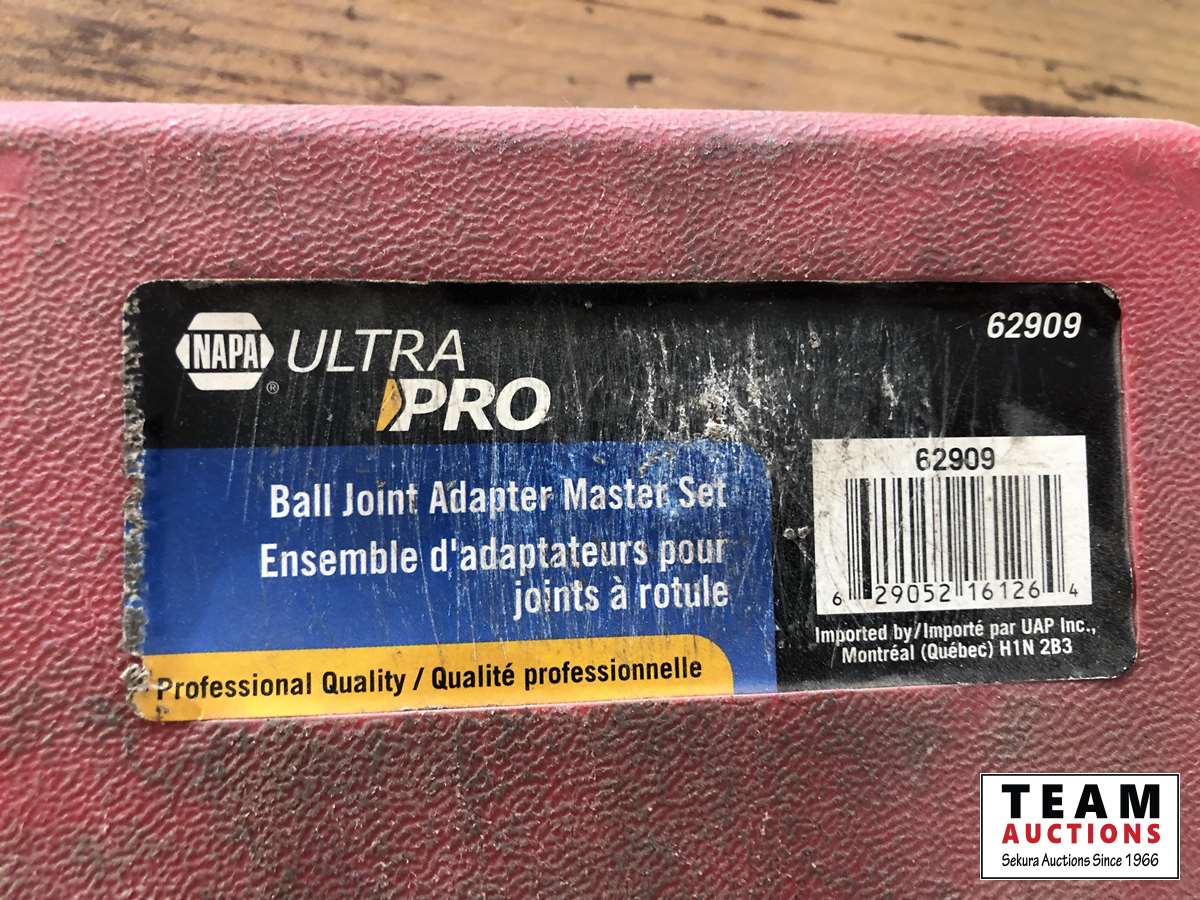 NAPA ® ULTRA
PRO
62909
Ball Joint Adapter Master Set
Ensemble d'adaptateurs pour
joints à rotule
Professional Quality / Qualité professionnelle
62909
6 29052 16126 4
Imported by/Importé par UAP Inc.,
Montréal (Québec) H1N 2B3
TEAM
AUCTIONS
Sekura Auctions Since 1966